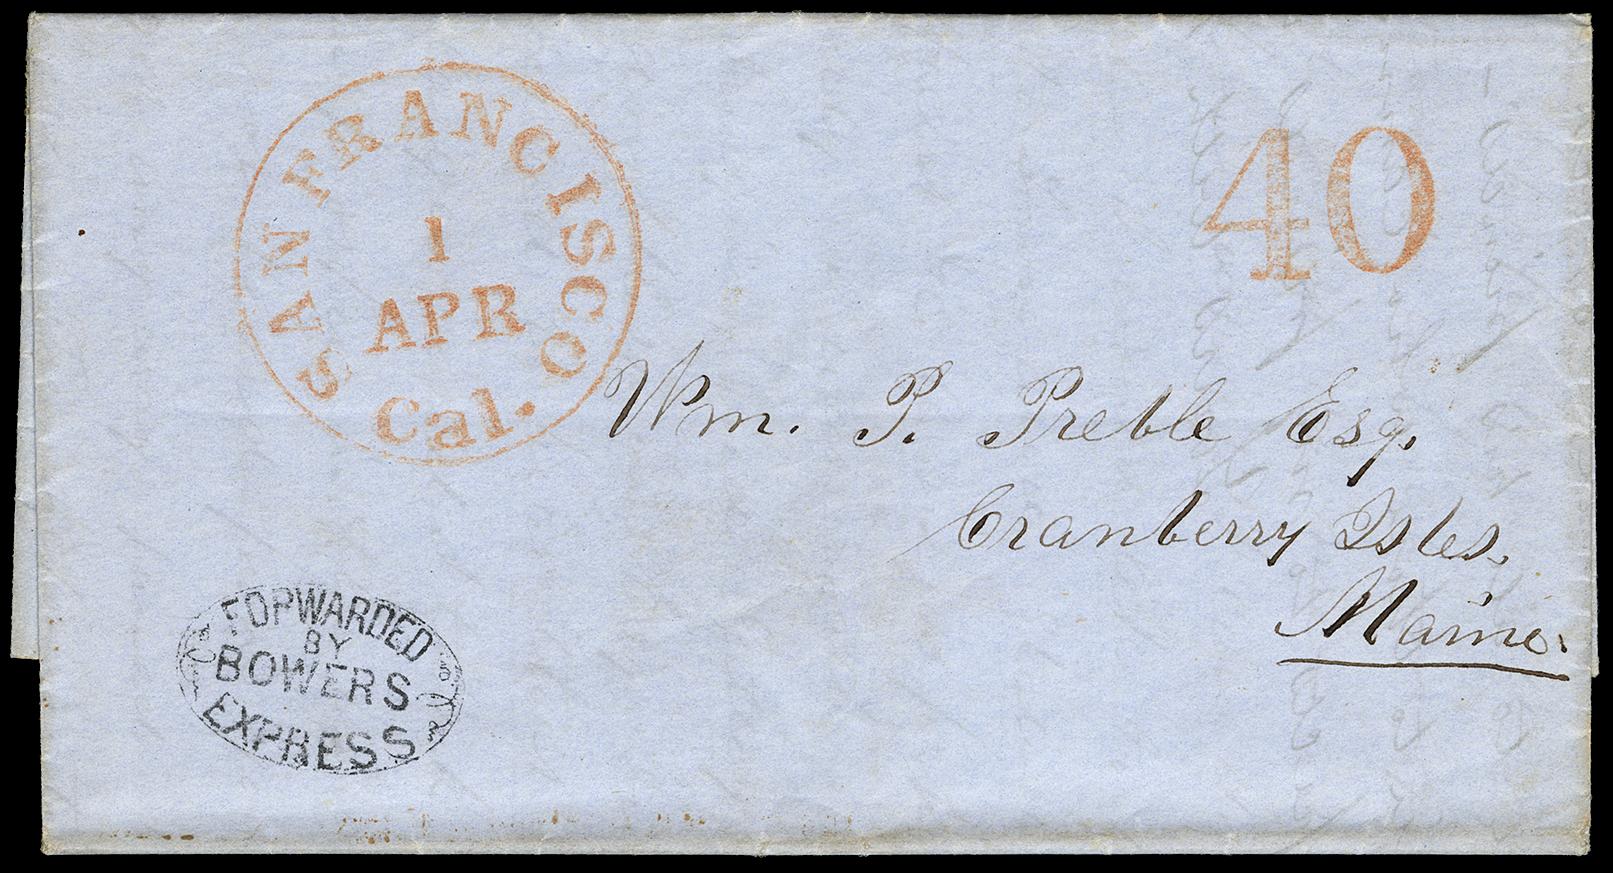 SAN FRANCISCO
1
APR
Cal.
40
Wm. P. Preble Esq.
Cranberry Isles.
Maine.
FORWARDED
BY
BOWERS
EXPRESS